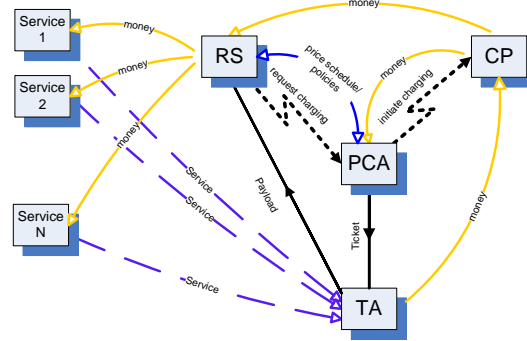 Service
1
money
money
RS
CP
money
Service
2
price schedule/
policies
money
request charging
initiate charging
money
PCA
Service
N
Service
Service
Payload
Ticket
money
Service
TA